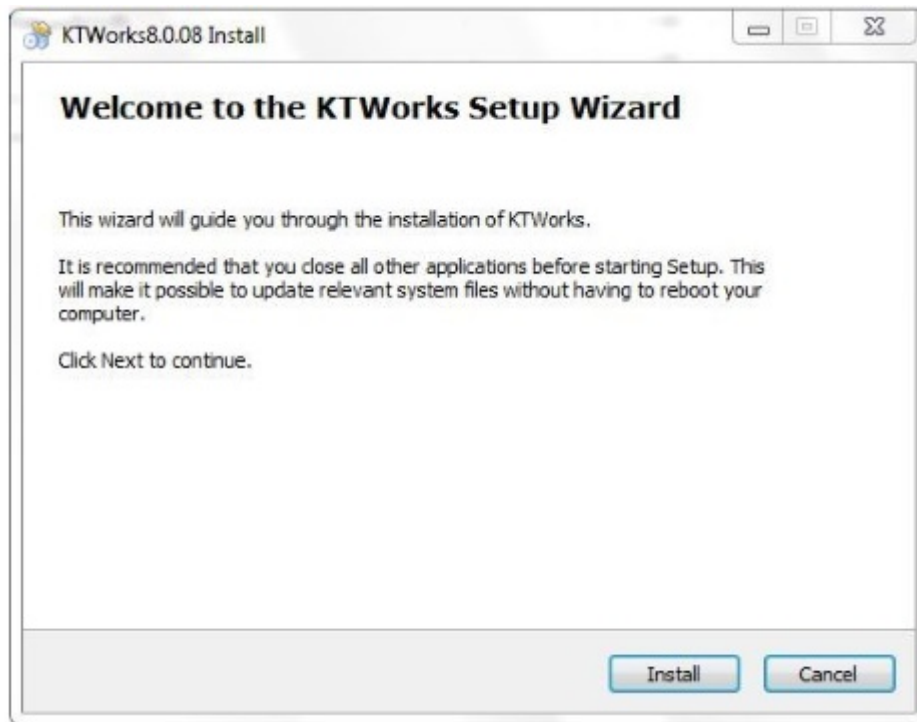 KTWorks8.0.08 Install
Welcome to the KTWorks Setup Wizard
This wizard will guide you through the installation of KTWorks.
It is recommended that you close all other applications before starting Setup. This
will make it possible to update relevant system files without having to reboot your
computer.
Click Next to continue.
Install
Cancel